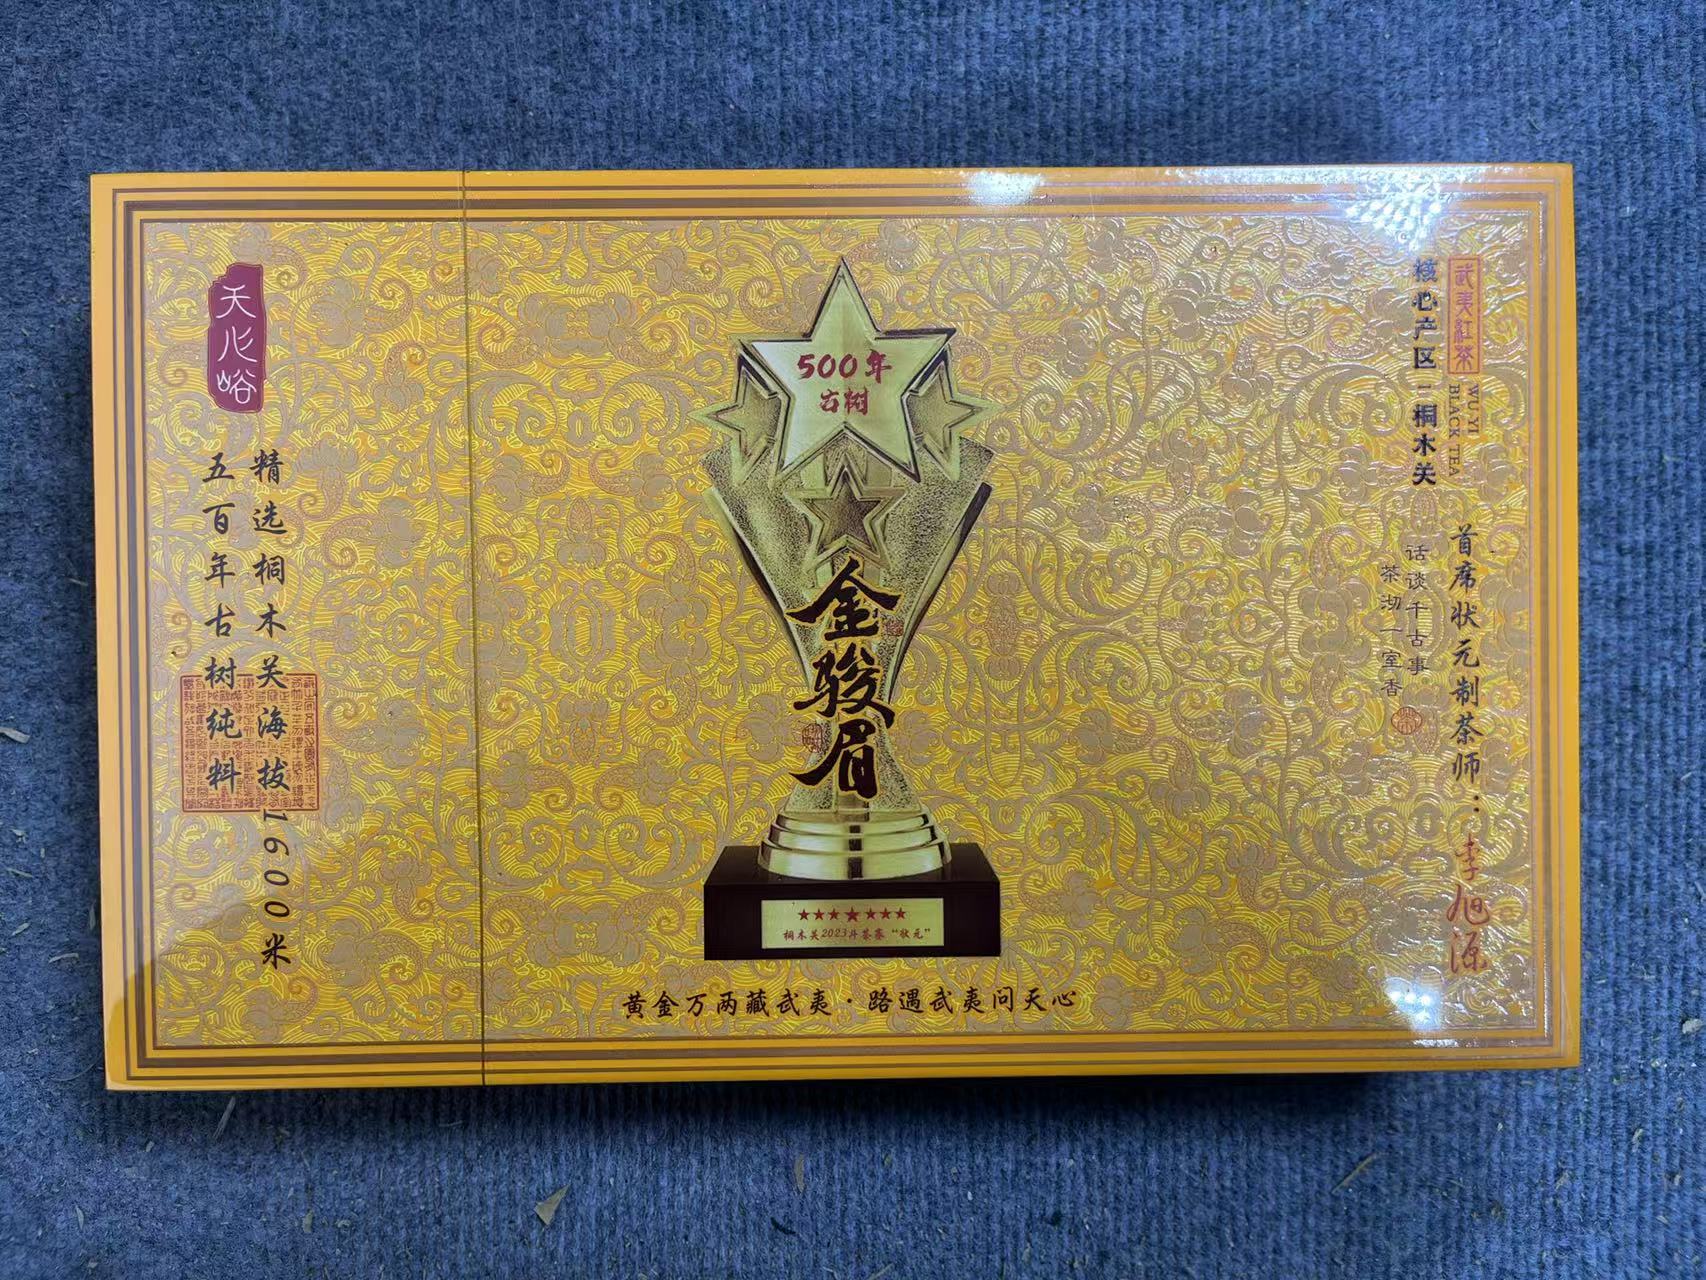 天心峪
精选桐木关海拔1600米
五百年古树纯料
500年
古树
金骏眉
★★★★★★★
桐木关2023斗茶赛“状元”
黄金万两藏武夷·路遇武夷问天心
武夷紅茶
WU YI
BLACK TEA
核心产区-桐木关
首席状元制茶师：李旭源
话谈千古事
茶沏一室香